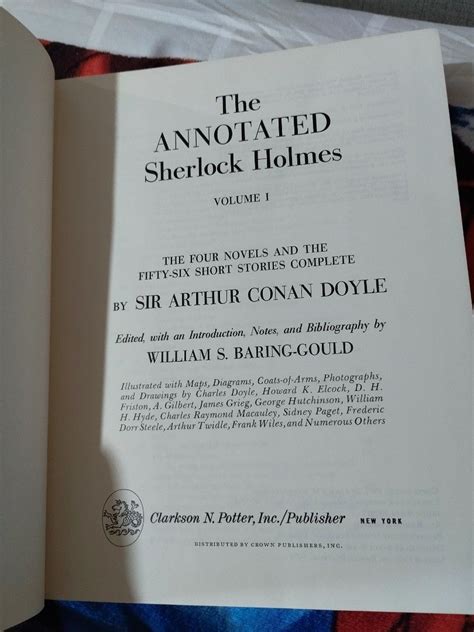 The
ANNOTATED
Sherlock Holmes
VOLUME I
THE FOUR NOVELS AND THE
FIFTY-SIX SHORT STORIES COMPLETE
BY SIR ARTHUR CONAN DOYLE
Edited, with an Introduction, Notes, and Bibliography by
WILLIAM S. BARING-GOULD
Illustrated with Maps, Diagrams, Coats-of-Arms, Photographs,
and Drawings by Charles Doyle, Howard K. Elcock, D. H.
Friston, A. Gilbert, James Greig, George Hutchinson, William
H. Hyde, Charles Raymond Macauley, Sidney Paget, Frederic
Dorr Steele, Arthur Twidle, Frank Wiles, and Numerous Others
Clarkson N. Potter, Inc./Publisher NEW YORK
DISTRIBUTED BY CROWN PUBLISHERS, INC.